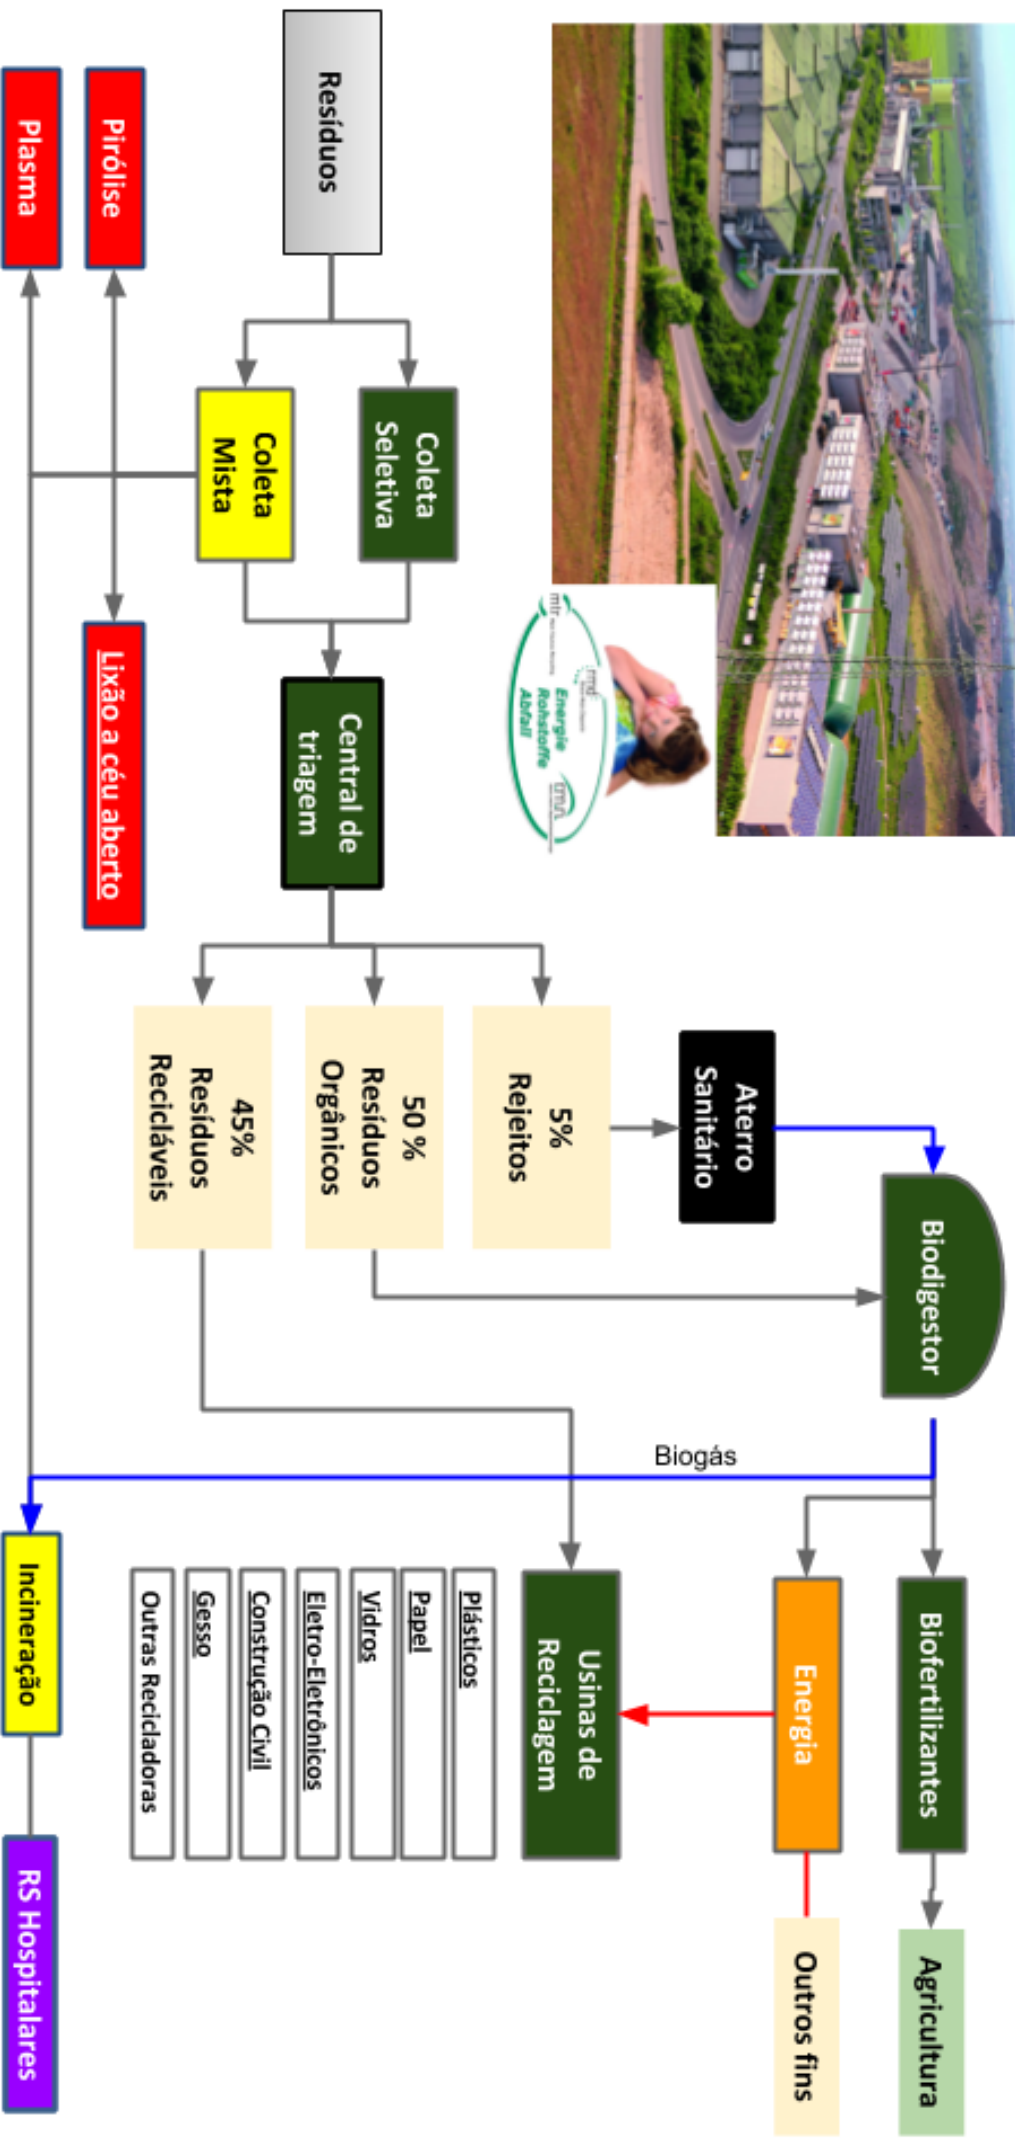 Resíduos
Coleta
Seletiva
Coleta
Mista
Pirólise
Plasma
Lixão a céu aberto
Central de
triagem
mtr
rmd
Energie
Rohstoffe
Abfall
Aterro
Sanitário
5%
Rejeitos
50 %
Resíduos
Orgânicos
45%
Resíduos
Recicláveis
Biodigestor
Biogás
Biofertilizantes
Agricultura
Energia
Outros fins
Usinas de
Reciclagem
Plásticos
Papel
Vidros
Eletro-Eletrônicos
Construção Civil
Gesso
Outras Recicladoras
Incineração
RS Hospitalares